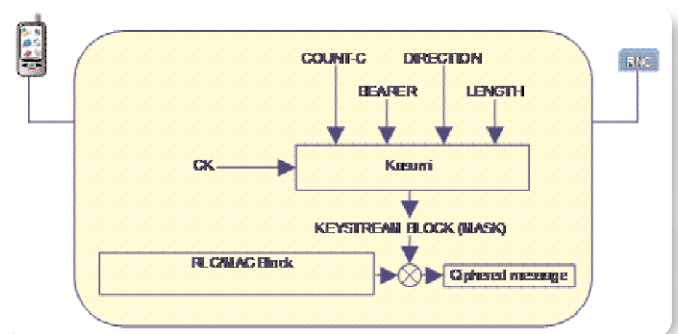 COUNT-C DIRECTION
BEARER LENGTH
RNC
CK
Kasumi
KEYSTREAM BLOCK (MASK)
RLC/MAC Block
Ciphered message